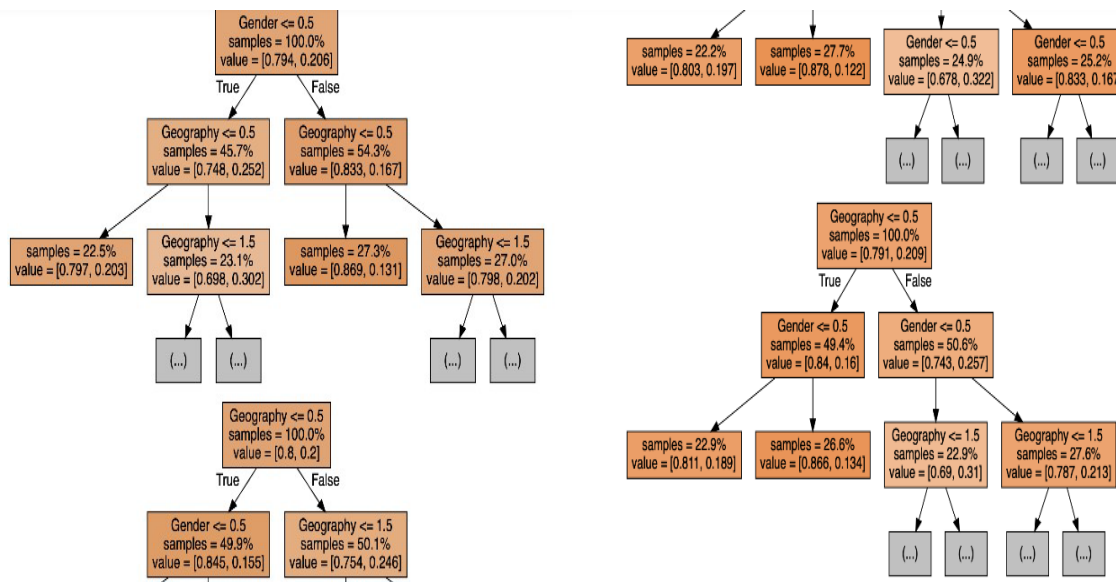 Gender <= 0.5
samples = 100.0%
value = [0.794, 0.206]
True
False
Geography <= 0.5
samples = 45.7%
value = [0.748, 0.252]
Geography <= 0.5
samples = 54.3%
value = [0.833, 0.167]
samples = 22.5%
value = [0.797, 0.203]
Geography <= 1.5
samples = 23.1%
value = [0.698, 0.302]
samples = 27.3%
value = [0.869, 0.131]
Geography <= 1.5
samples = 27.0%
value = [0.798, 0.202]
(...)
(...)
(...)
(...)
Geography <= 0.5
samples = 100.0%
value = [0.8, 0.2]
True
False
Gender <= 0.5
samples = 49.9%
value = [0.845, 0.155]
Geography <= 1.5
samples = 50.1%
value = [0.754, 0.246]
samples = 22.2%
value = [0.803, 0.197]
samples = 27.7%
value = [0.878, 0.122]
Gender <= 0.5
samples = 24.9%
value = [0.678, 0.322]
Gender <= 0.5
samples = 25.2%
value = [0.833, 0.167
(...)
(...)
(...)
(...)
Geography <= 0.5
samples = 100.0%
value = [0.791, 0.209]
True
False
Gender <= 0.5
samples = 49.4%
value = [0.84, 0.16]
Gender <= 0.5
samples = 50.6%
value = [0.743, 0.257]
samples = 22.9%
value = [0.811, 0.189]
samples = 26.6%
value = [0.866, 0.134]
Geography <= 1.5
samples = 22.9%
value = [0.69, 0.31]
Geography <= 1.5
samples = 27.6%
value = [0.787, 0.213]
(...)
(...)
(...)
(...)